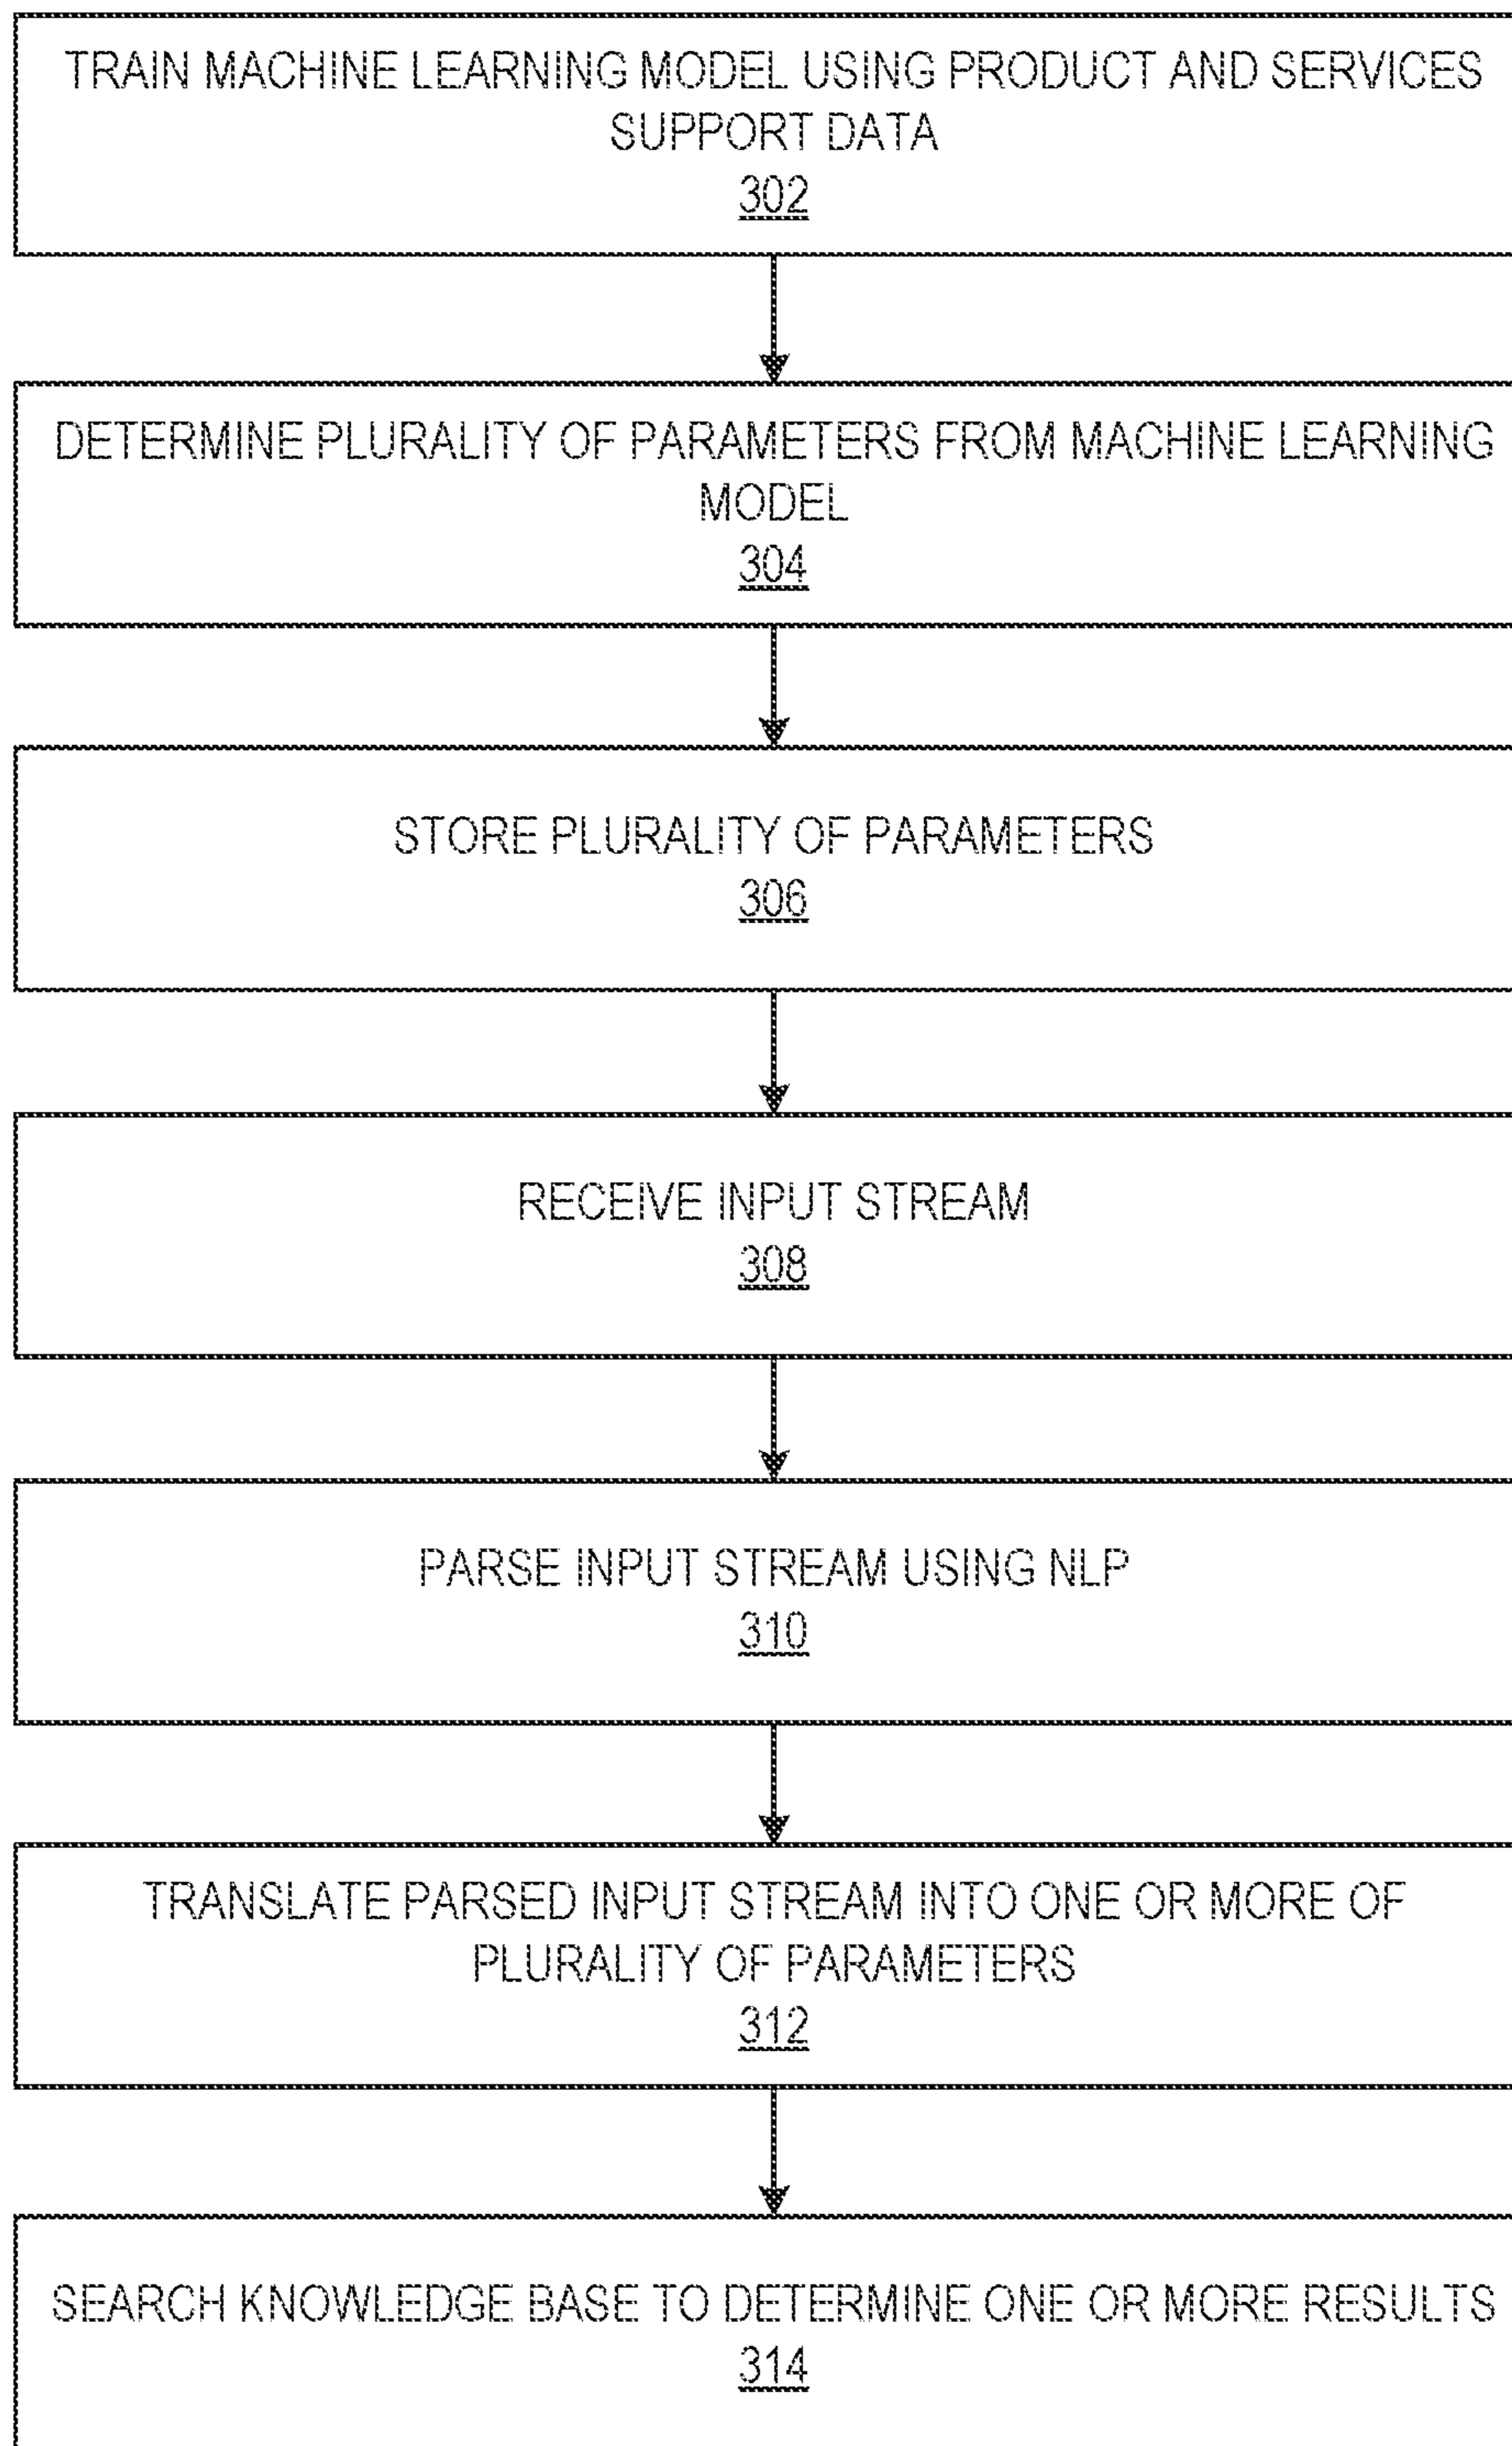 TRAIN MACHINE LEARNING MODEL USING PRODUCT AND SERVICES
SUPPORT DATA
302
DETERMINE PLURALITY OF PARAMETERS FROM MACHINE LEARNING
MODEL
304
STORE PLURALITY OF PARAMETERS
306
RECEIVE INPUT STREAM
308
PARSE INPUT STREAM USING NLP
310
TRANSLATE PARSED INPUT STREAM INTO ONE OR MORE OF
PLURALITY OF PARAMETERS
312
SEARCH KNOWLEDGE BASE TO DETERMINE ONE OR MORE RESULTS
314